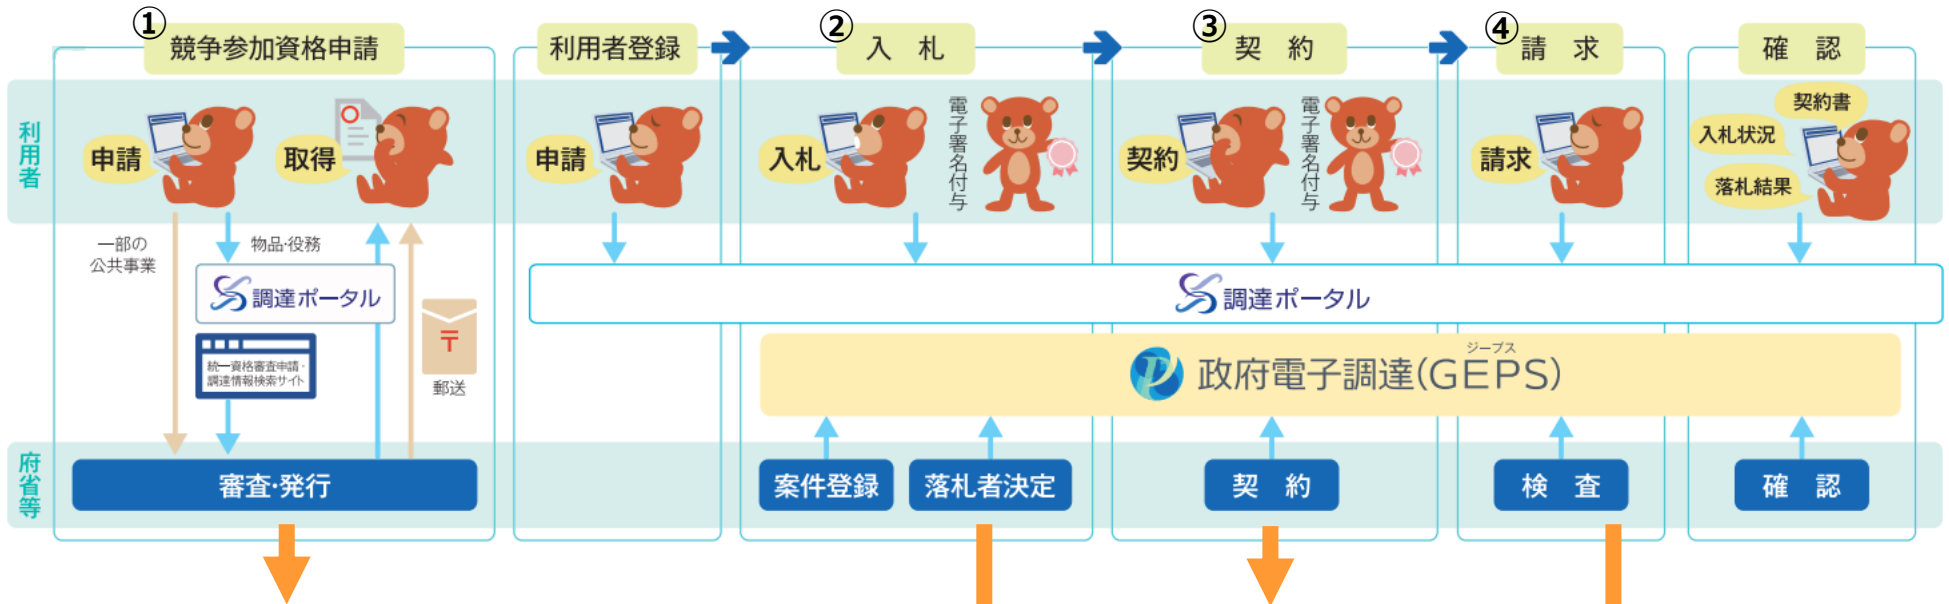 ① 競争参加資格申請
利用者登録
② 入 札
③ 契 約
④ 請 求
確 認
利用者
申請
取得
申請
入札
電子署名付与
契約
電子署名付与
請求
契約書
入札状況
落札結果
一部の
公共事業
物品・役務
調達ポータル
統一資格審査申請・
調達情報検索サイト
〒
郵送
調達ポータル
ジープス
政府電子調達(GEPS)
府省等
審査・発行
案件登録
落札者決定
契 約
検 査
確 認